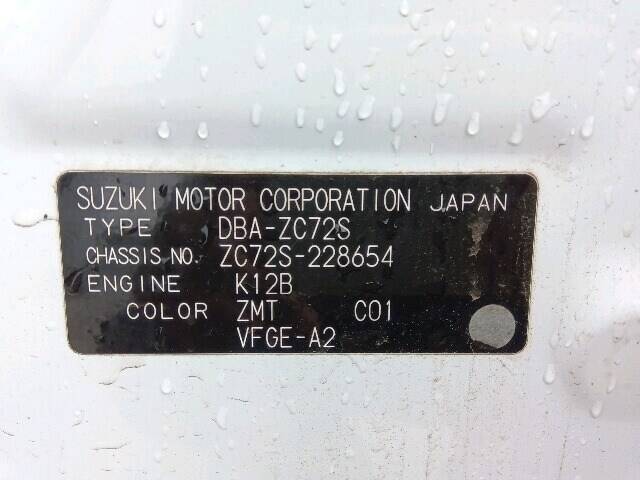 SUZUKI MOTOR CORPORATION JAPAN
TYPE DBA-ZC72S
CHASSIS NO. ZC72S-228654
ENGINE K12B
COLOR ZMT C01
VFGE-A2